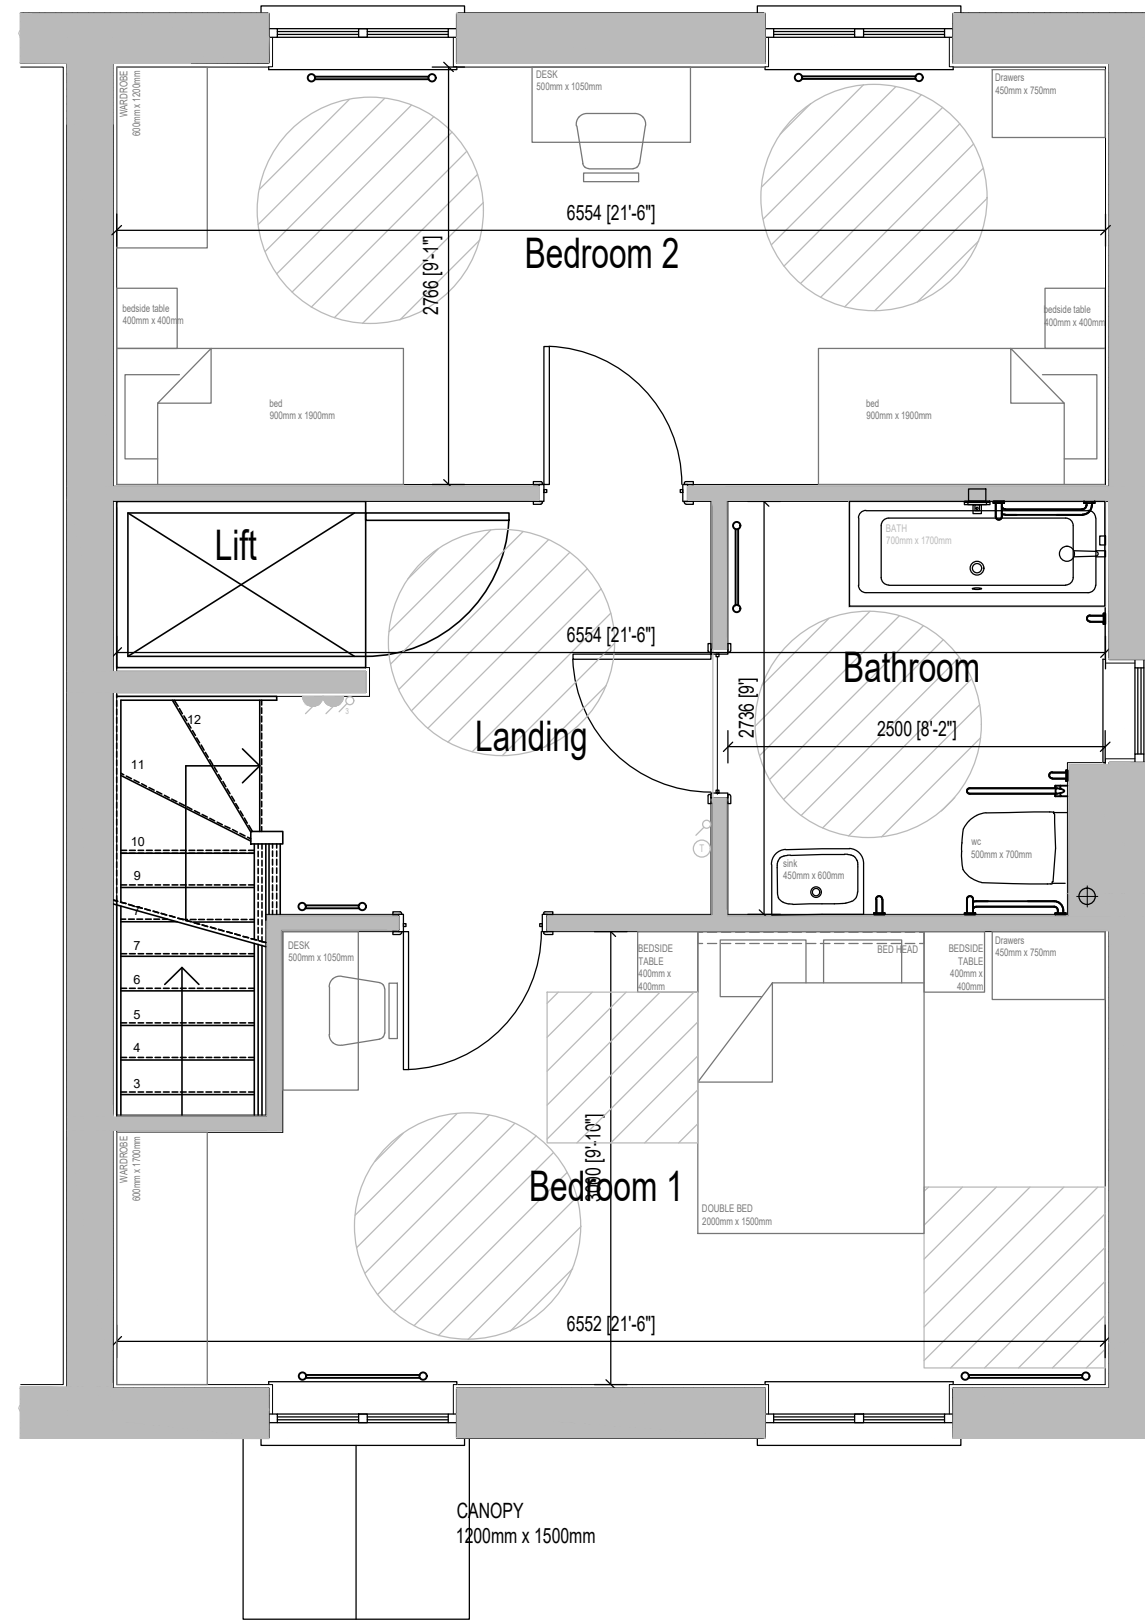 WARDROBE
600mm x 1200mm
DESK
500mm x 1050mm
Drawers
450mm x 750mm
6554 [21'-6"]
Bedroom 2
2766 [9'-1"]
bedside table
400mm x 400mm
bedside table
400mm x 400mm
bed
900mm x 1900mm
bed
900mm x 1900mm
Lift
BATH
700mm x 1700mm
6554 [21'-6"]
Bathroom
2736 [9']
2500 [8'-2"]
Landing
12
11
10
9
7
7
6
5
4
3
T
wc
500mm x 700mm
sink
450mm x 600mm
DESK
500mm x 1050mm
BEDSIDE
TABLE
400mm x
400mm
BED HEAD
BEDSIDE
TABLE
400mm x
400mm
Drawers
450mm x 750mm
WARDROBE
600mm x 1700mm
3000 [9'-10"]
Bedroom 1
DOUBLE BED
2000mm x 1500mm
6552 [21'-6"]
CANOPY
1200mm x 1500mm